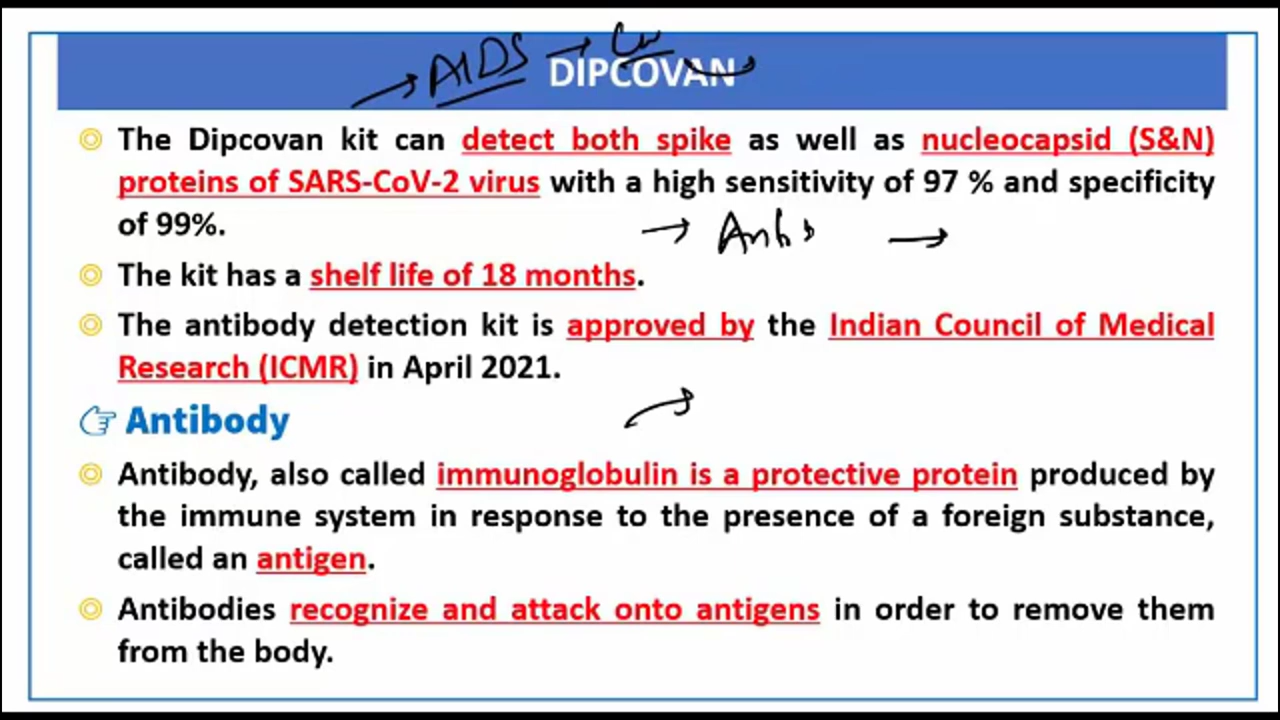 AIDS
DIPCOVAN
The Dipcovan kit can detect both spike as well as nucleocapsid (S&N)
proteins of SARS-CoV-2 virus with a high sensitivity of 97 % and specificity
of 99%.
The kit has a shelf life of 18 months.
The antibody detection kit is approved by the Indian Council of Medical
Research (ICMR) in April 2021.
Antibody
Antibody, also called immunoglobulin is a protective protein produced by
the immune system in response to the presence of a foreign substance,
called an antigen.
Antibodies recognize and attack onto antigens in order to remove them
from the body.